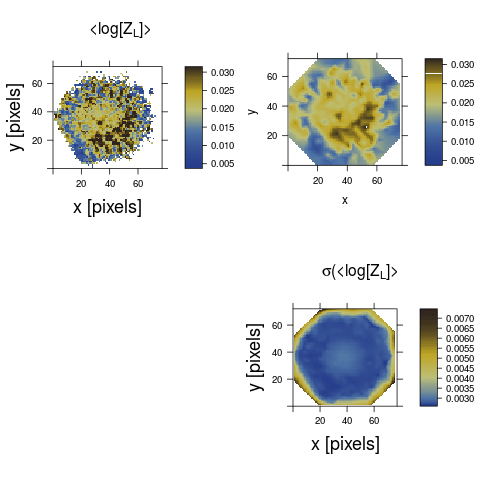 <log[Z_L]>
y [pixels]
60
40
20
20 40 60
x [pixels]
0.030
0.025
0.020
0.015
0.010
0.005
y
60
40
20
20 40 60
x
0.030
0.025
0.020
0.015
0.010
0.005
σ(<log[Z_L]>
y [pixels]
60
40
20
20 40 60
x [pixels]
0.0070
0.0065
0.0060
0.0055
0.0050
0.0045
0.0040
0.0035
0.0030